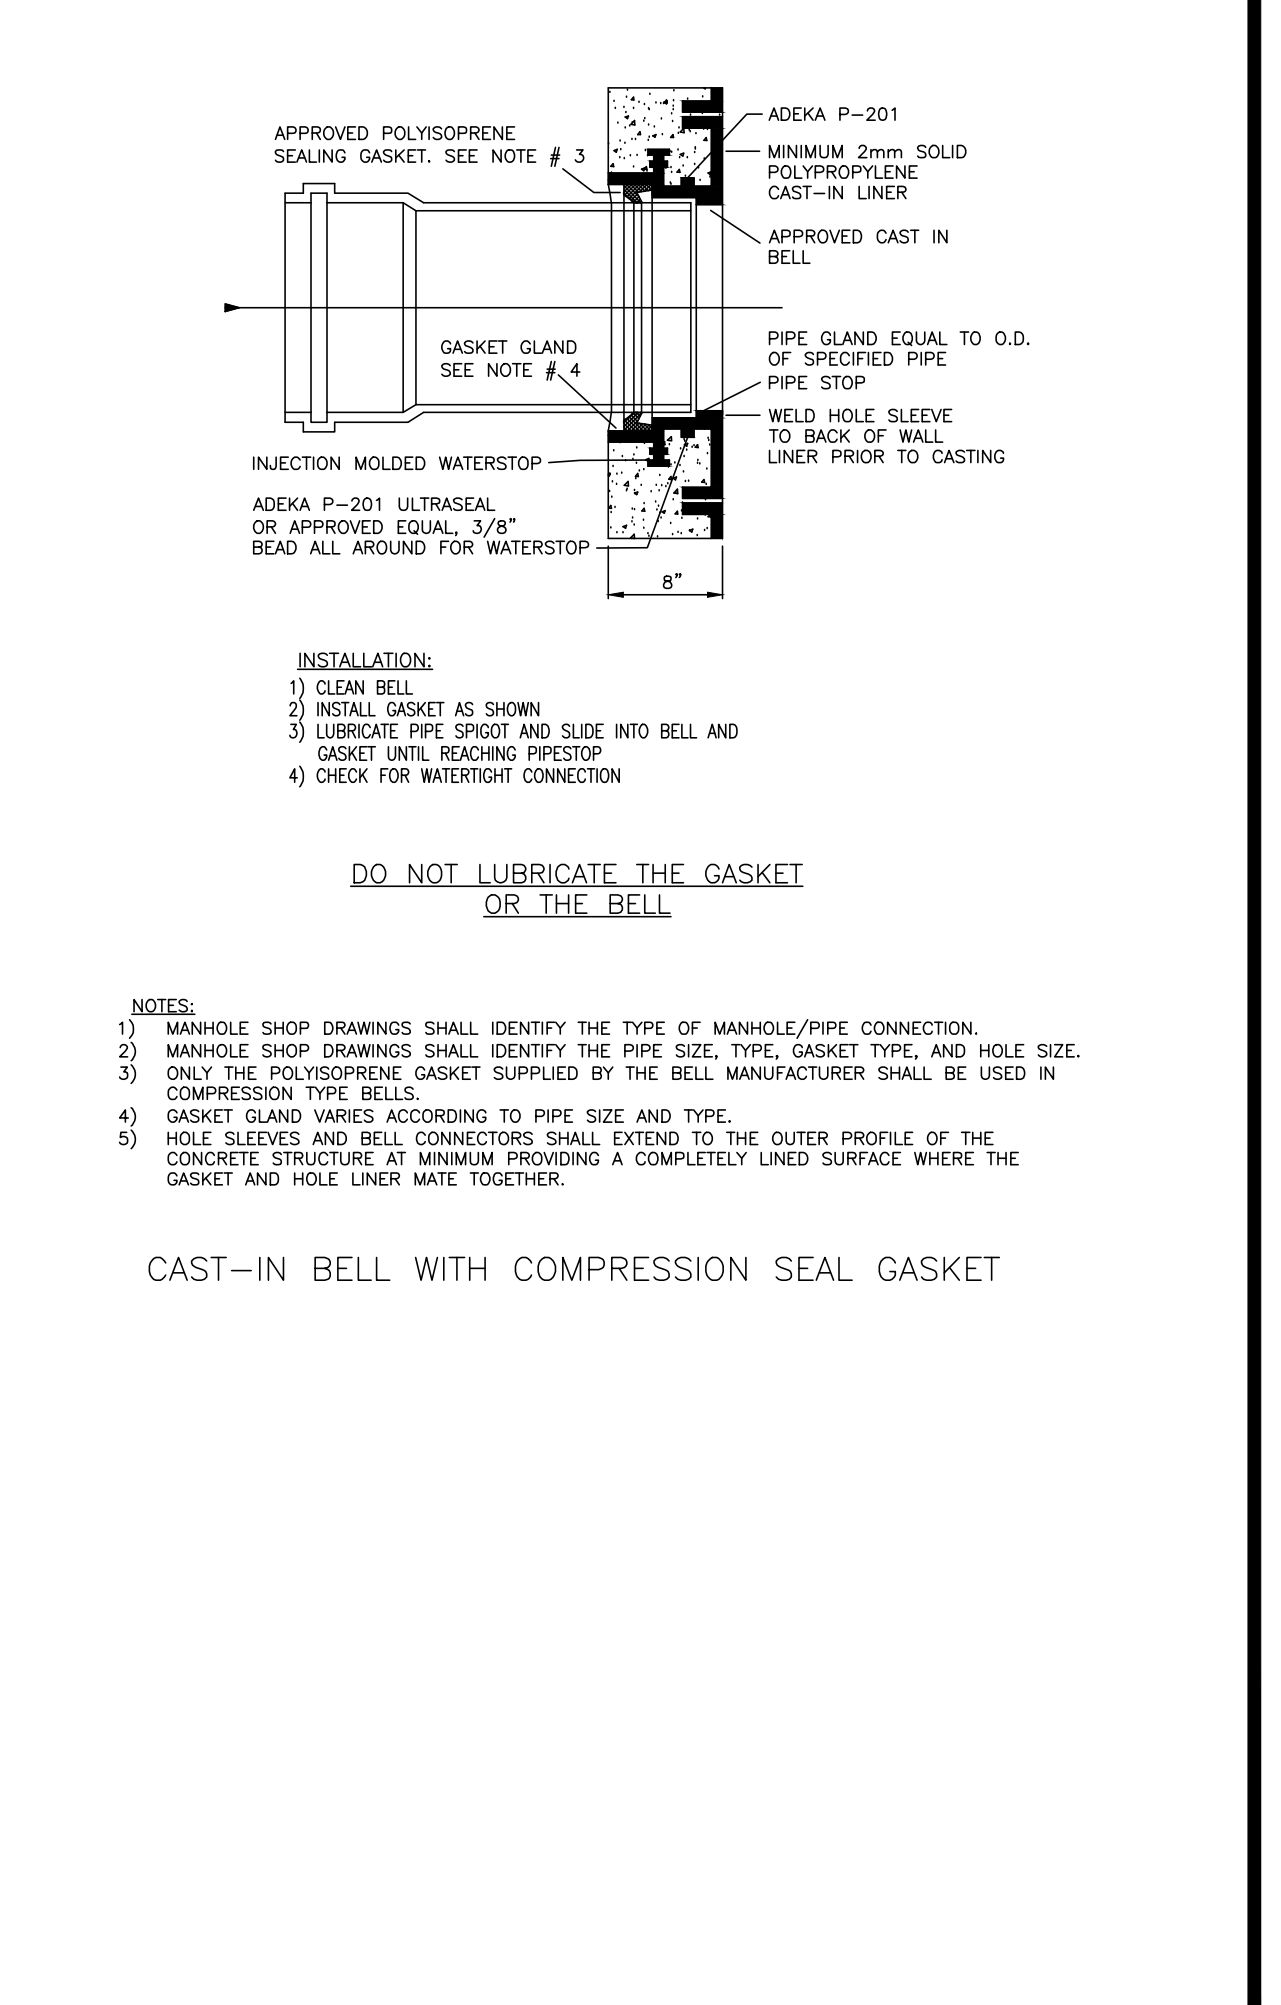 ADEKA P-201
APPROVED POLYISOPRENE
SEALING GASKET. SEE NOTE # 3
MINIMUM 2mm SOLID
POLYPROPYLENE
CAST-IN LINER
APPROVED CAST IN
BELL
GASKET GLAND
SEE NOTE # 4
PIPE GLAND EQUAL TO O.D.
OF SPECIFIED PIPE
PIPE STOP
WELD HOLE SLEEVE
TO BACK OF WALL
LINER PRIOR TO CASTING
INJECTION MOLDED WATERSTOP
ADEKA P-201 ULTRASEAL
OR APPROVED EQUAL, 3/8"
BEAD ALL AROUND FOR WATERSTOP
8"
INSTALLATION:
1) CLEAN BELL
2) INSTALL GASKET AS SHOWN
3) LUBRICATE PIPE SPIGOT AND SLIDE INTO BELL AND
GASKET UNTIL REACHING PIPESTOP
4) CHECK FOR WATERTIGHT CONNECTION
DO NOT LUBRICATE THE GASKET
OR THE BELL
NOTES:
1) MANHOLE SHOP DRAWINGS SHALL IDENTIFY THE TYPE OF MANHOLE/PIPE CONNECTION.
2) MANHOLE SHOP DRAWINGS SHALL IDENTIFY THE PIPE SIZE, TYPE, GASKET TYPE, AND HOLE SIZE.
3) ONLY THE POLYISOPRENE GASKET SUPPLIED BY THE BELL MANUFACTURER SHALL BE USED IN
COMPRESSION TYPE BELLS.
4) GASKET GLAND VARIES ACCORDING TO PIPE SIZE AND TYPE.
5) HOLE SLEEVES AND BELL CONNECTORS SHALL EXTEND TO THE OUTER PROFILE OF THE
CONCRETE STRUCTURE AT MINIMUM PROVIDING A COMPLETELY LINED SURFACE WHERE THE
GASKET AND HOLE LINER MATE TOGETHER.
CAST-IN BELL WITH COMPRESSION SEAL GASKET